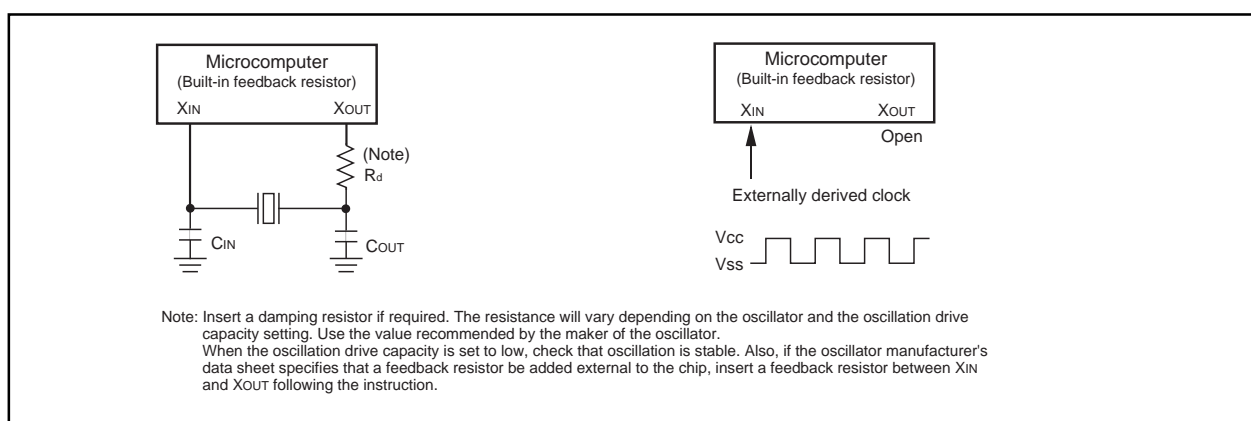 Microcomputer
(Built-in feedback resistor)
XIN XOUT
(Note)
Rd
CIN
COUT
Microcomputer
(Built-in feedback resistor)
XIN XOUT
Open
Externally derived clock
Vcc
Vss
Note: Insert a damping resistor if required. The resistance will vary depending on the oscillator and the oscillation drive
capacity setting. Use the value recommended by the maker of the oscillator.
When the oscillation drive capacity is set to low, check that oscillation is stable. Also, if the oscillator manufacturer's
data sheet specifies that a feedback resistor be added external to the chip, insert a feedback resistor between XIN
and XOUT following the instruction.